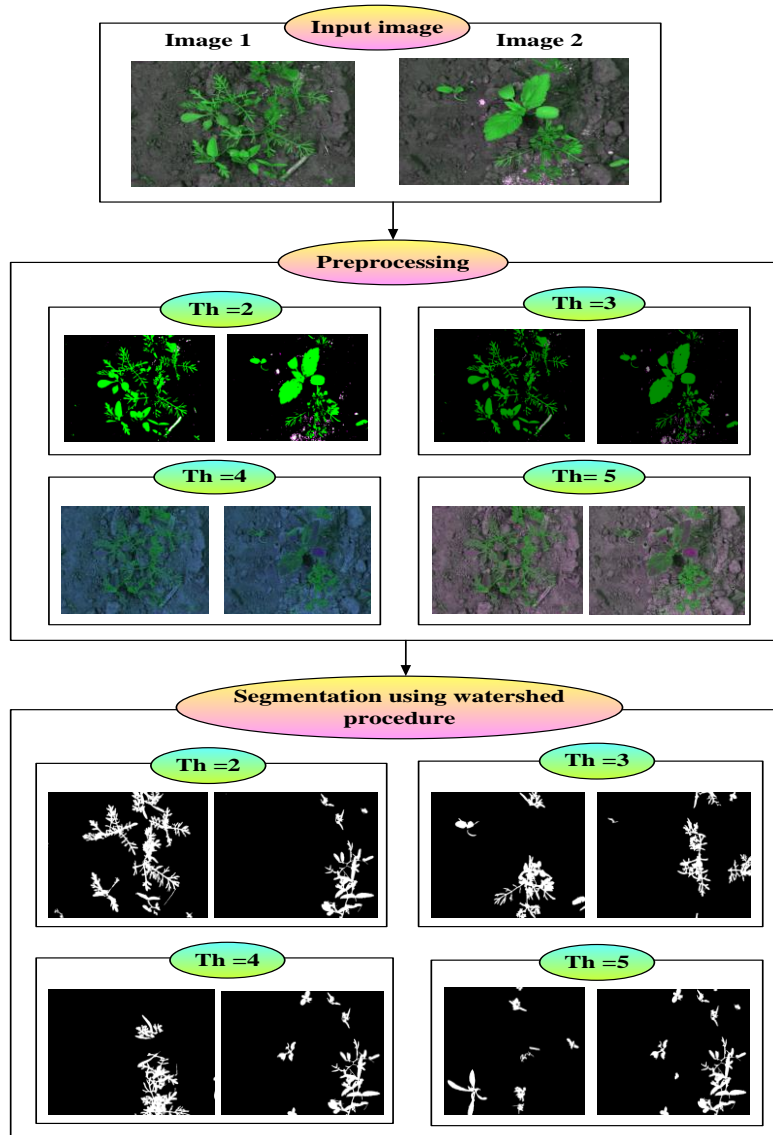 Input image
Image 1
Image 2
Preprocessing
Th =2
Th =3
Th =4
Th= 5
Segmentation using watershed
procedure
Th =2
Th =3
Th =4
Th =5